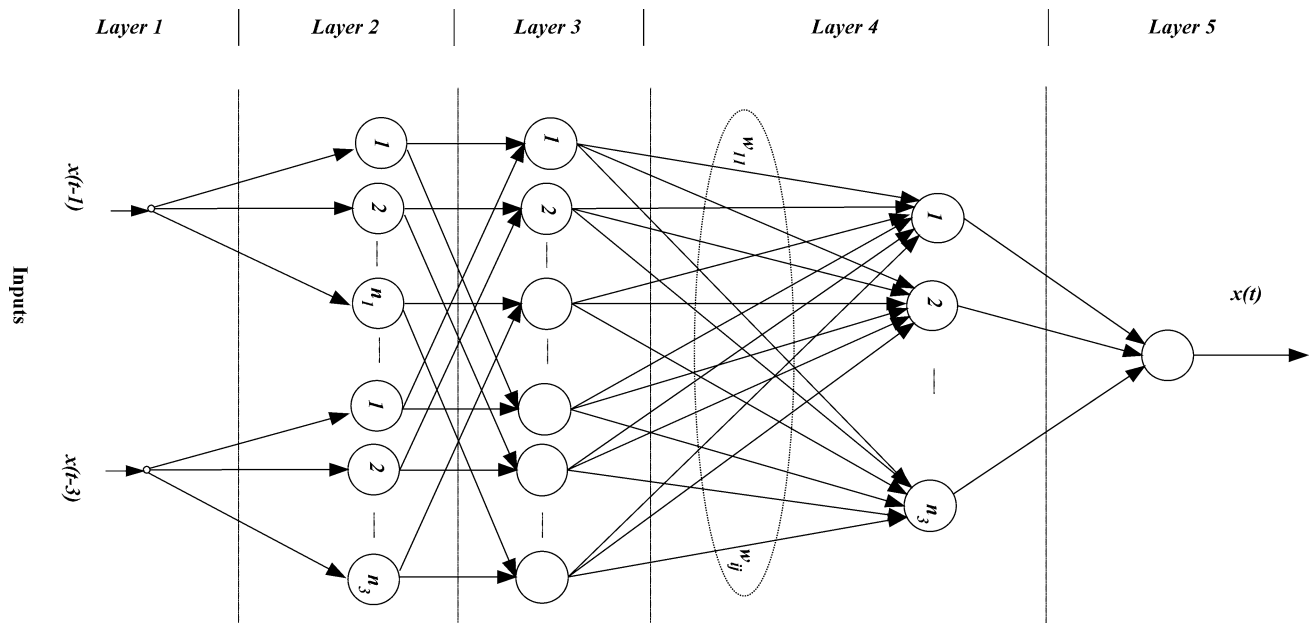 Layer 1 Layer 2 Layer 3 Layer 4 Layer 5
Inputs
x(t-1)
x(t-3)
1
2
n1
1
2
n3
1
2
w11
wij
1
2
n3
x(t)